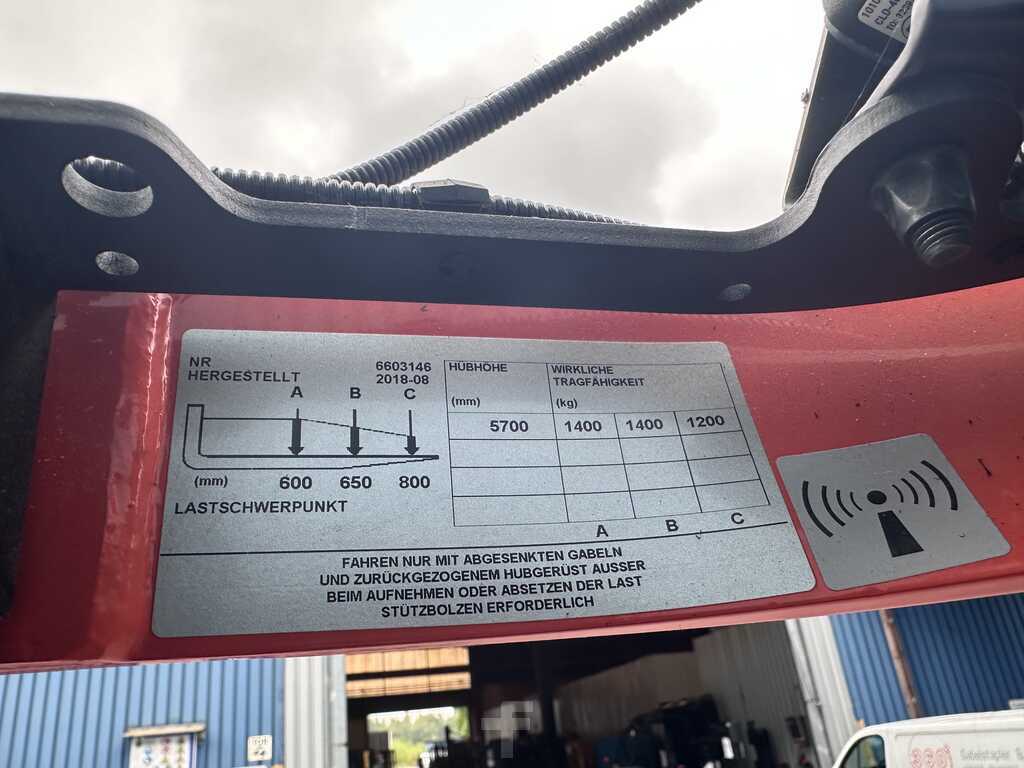 NR 6603146
HERGESTELLT 2018-08
A B C
(mm) 600 650 800
LASTSCHWERPUNKT
HÜBHÖHE
(mm)
WIRKLICHE
TRAGFÄHIGKEIT
(kg)
5700 1400 1400 1200
A B C
FAHREN NUR MIT ABGESENKTEN GABELN
UND ZURÜCKGEZOGENEM HUBGERÜST AUSSER
BEIM AUFNEHMEN ODER ABSETZEN DER LAST
STÜTZBOLZEN ERFORDERLICH